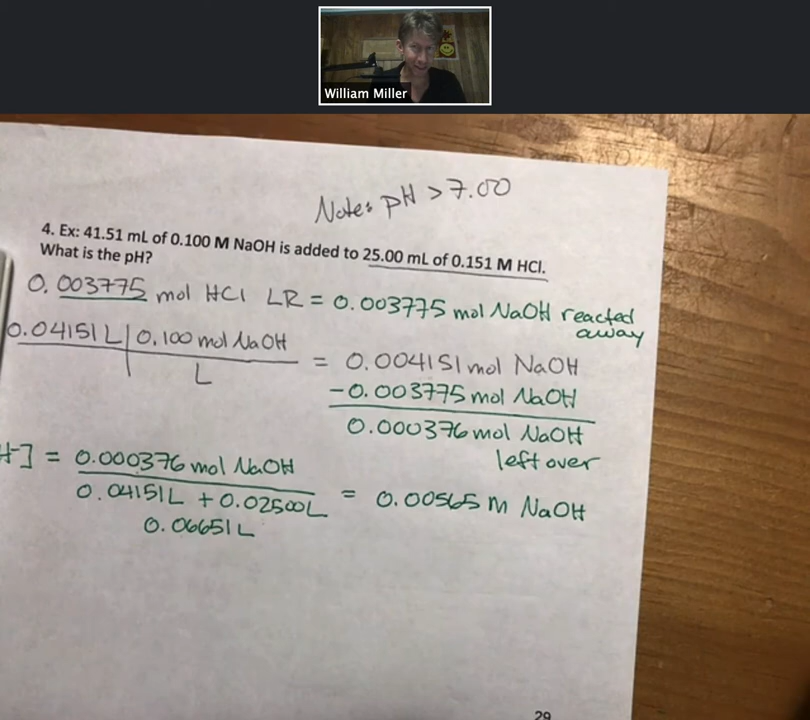 William Miller
Note: pH > 7.00
4. Ex: 41.51 mL of 0.100 M NaOH is added to 25.00 mL of 0.151 M HCl.
What is the pH?
0.003775 mol HCl LR = 0.003775 mol NaOH reacted
away
0.04151 L | 0.100 mol NaOH
L
= 0.004151 mol NaOH
-0.003775 mol NaOH
0.000376 mol NaOH
left over
H-] = 0.000376 mol NaOH
0.04151 L + 0.02500 L
= 0.00565 M NaOH
0.06651 L
29